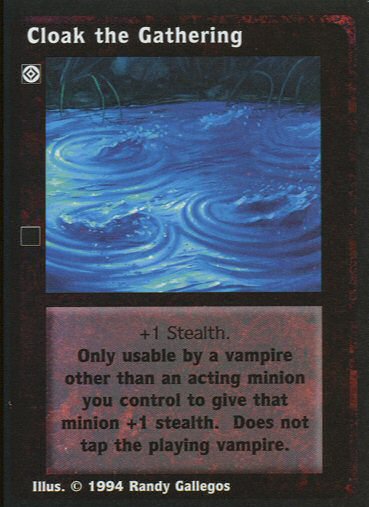 Cloak the Gathering
+1 Stealth.
Only usable by a vampire
other than an acting minion
you control to give that
minion +1 stealth. Does not
tap the playing vampire.
Illus. © 1994 Randy Gallegos